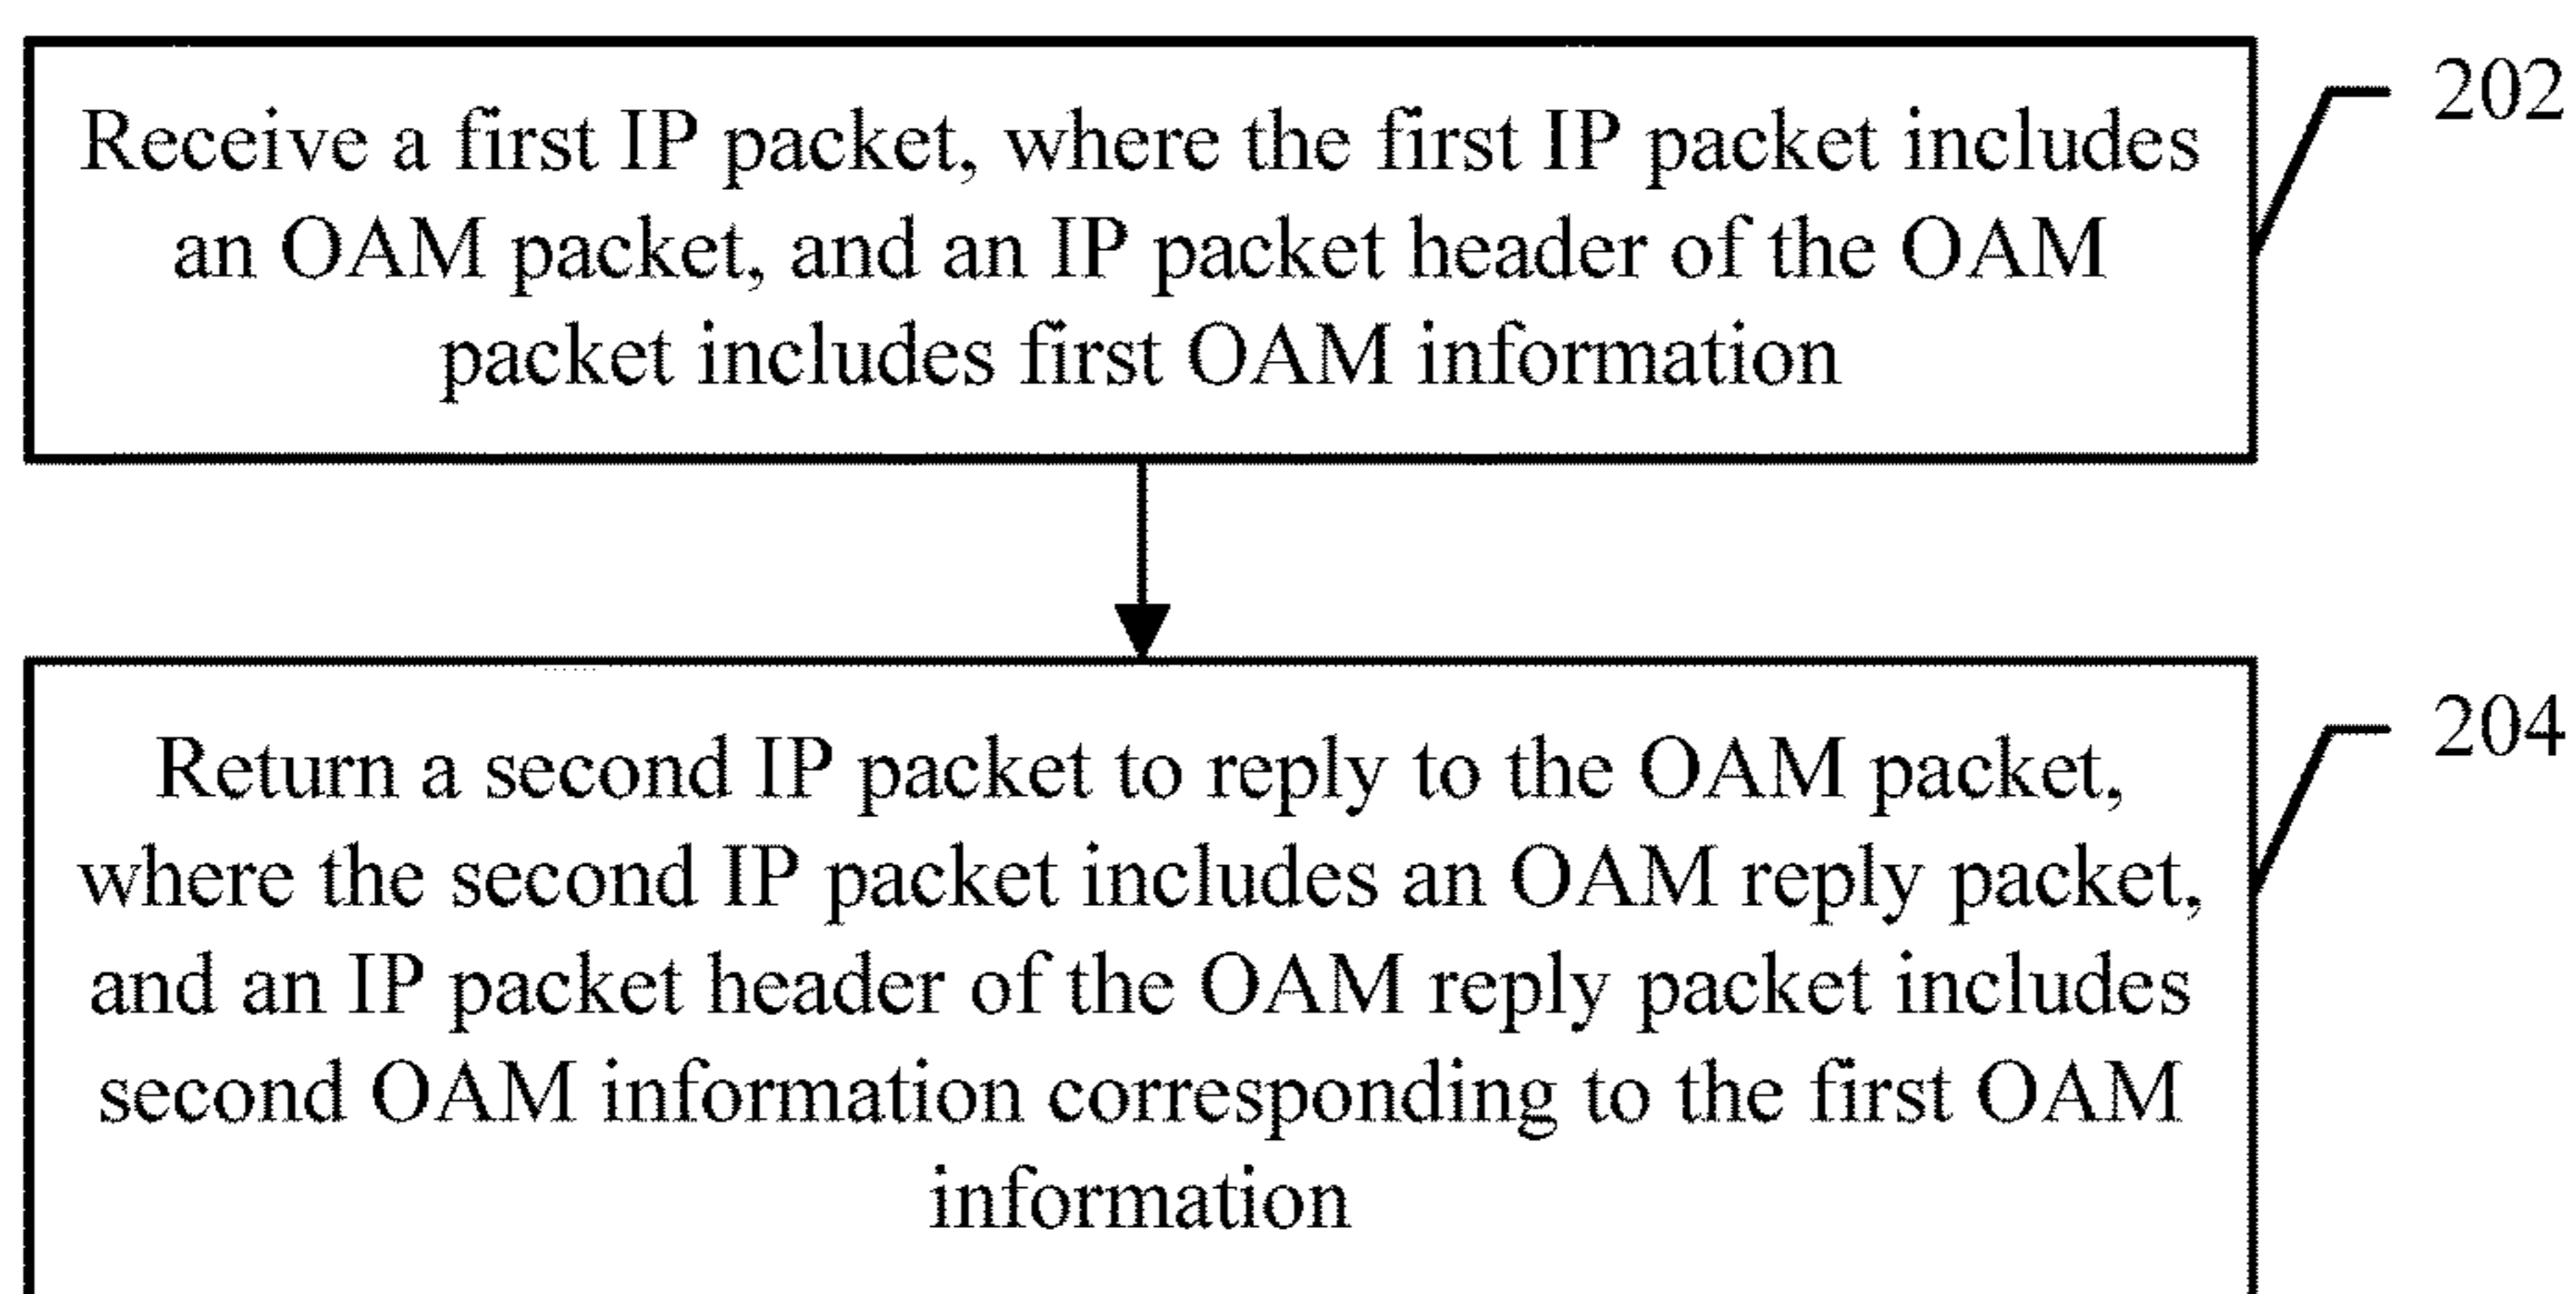 Receive a first IP packet, where the first IP packet includes
an OAM packet, and an IP packet header of the OAM
packet includes first OAM information
202
Return a second IP packet to reply to the OAM packet,
where the second IP packet includes an OAM reply packet,
and an IP packet header of the OAM reply packet includes
second OAM information corresponding to the first OAM
information
204